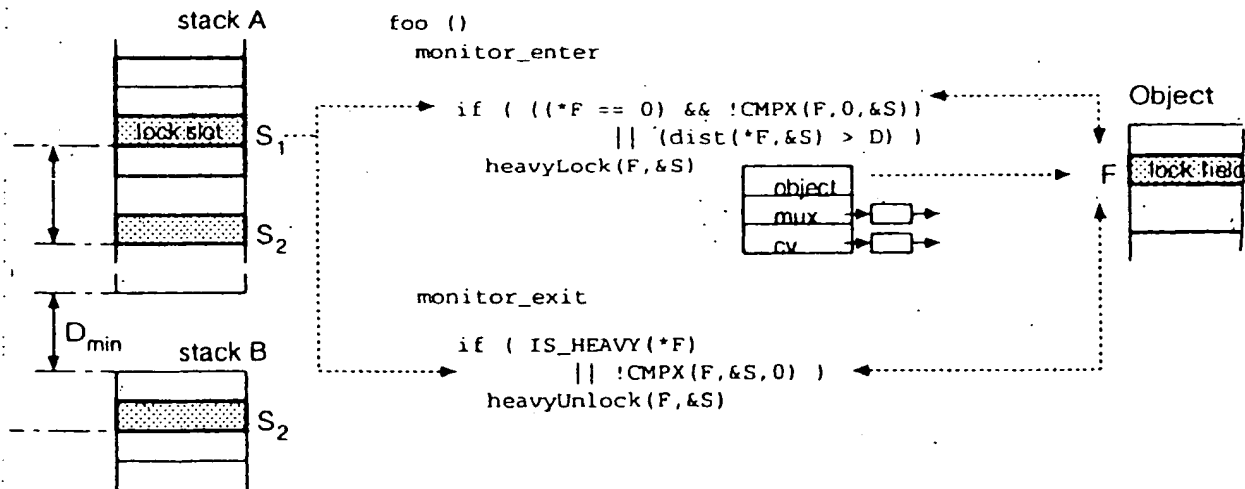 stack A
foo ()
monitor_enter
if ( ((*F == 0) && !CMPX(F,0,&S))
|| (dist(*F,&S) > D) )
heavyLock(F,&S)
Object
lock slot
S1
F
lock field
object
mux
cv
S2
monitor_exit
Dmin
stack B
if ( IS_HEAVY(*F)
|| !CMPX(F,&S,0) )
heavyUnlock(F,&S)
S2